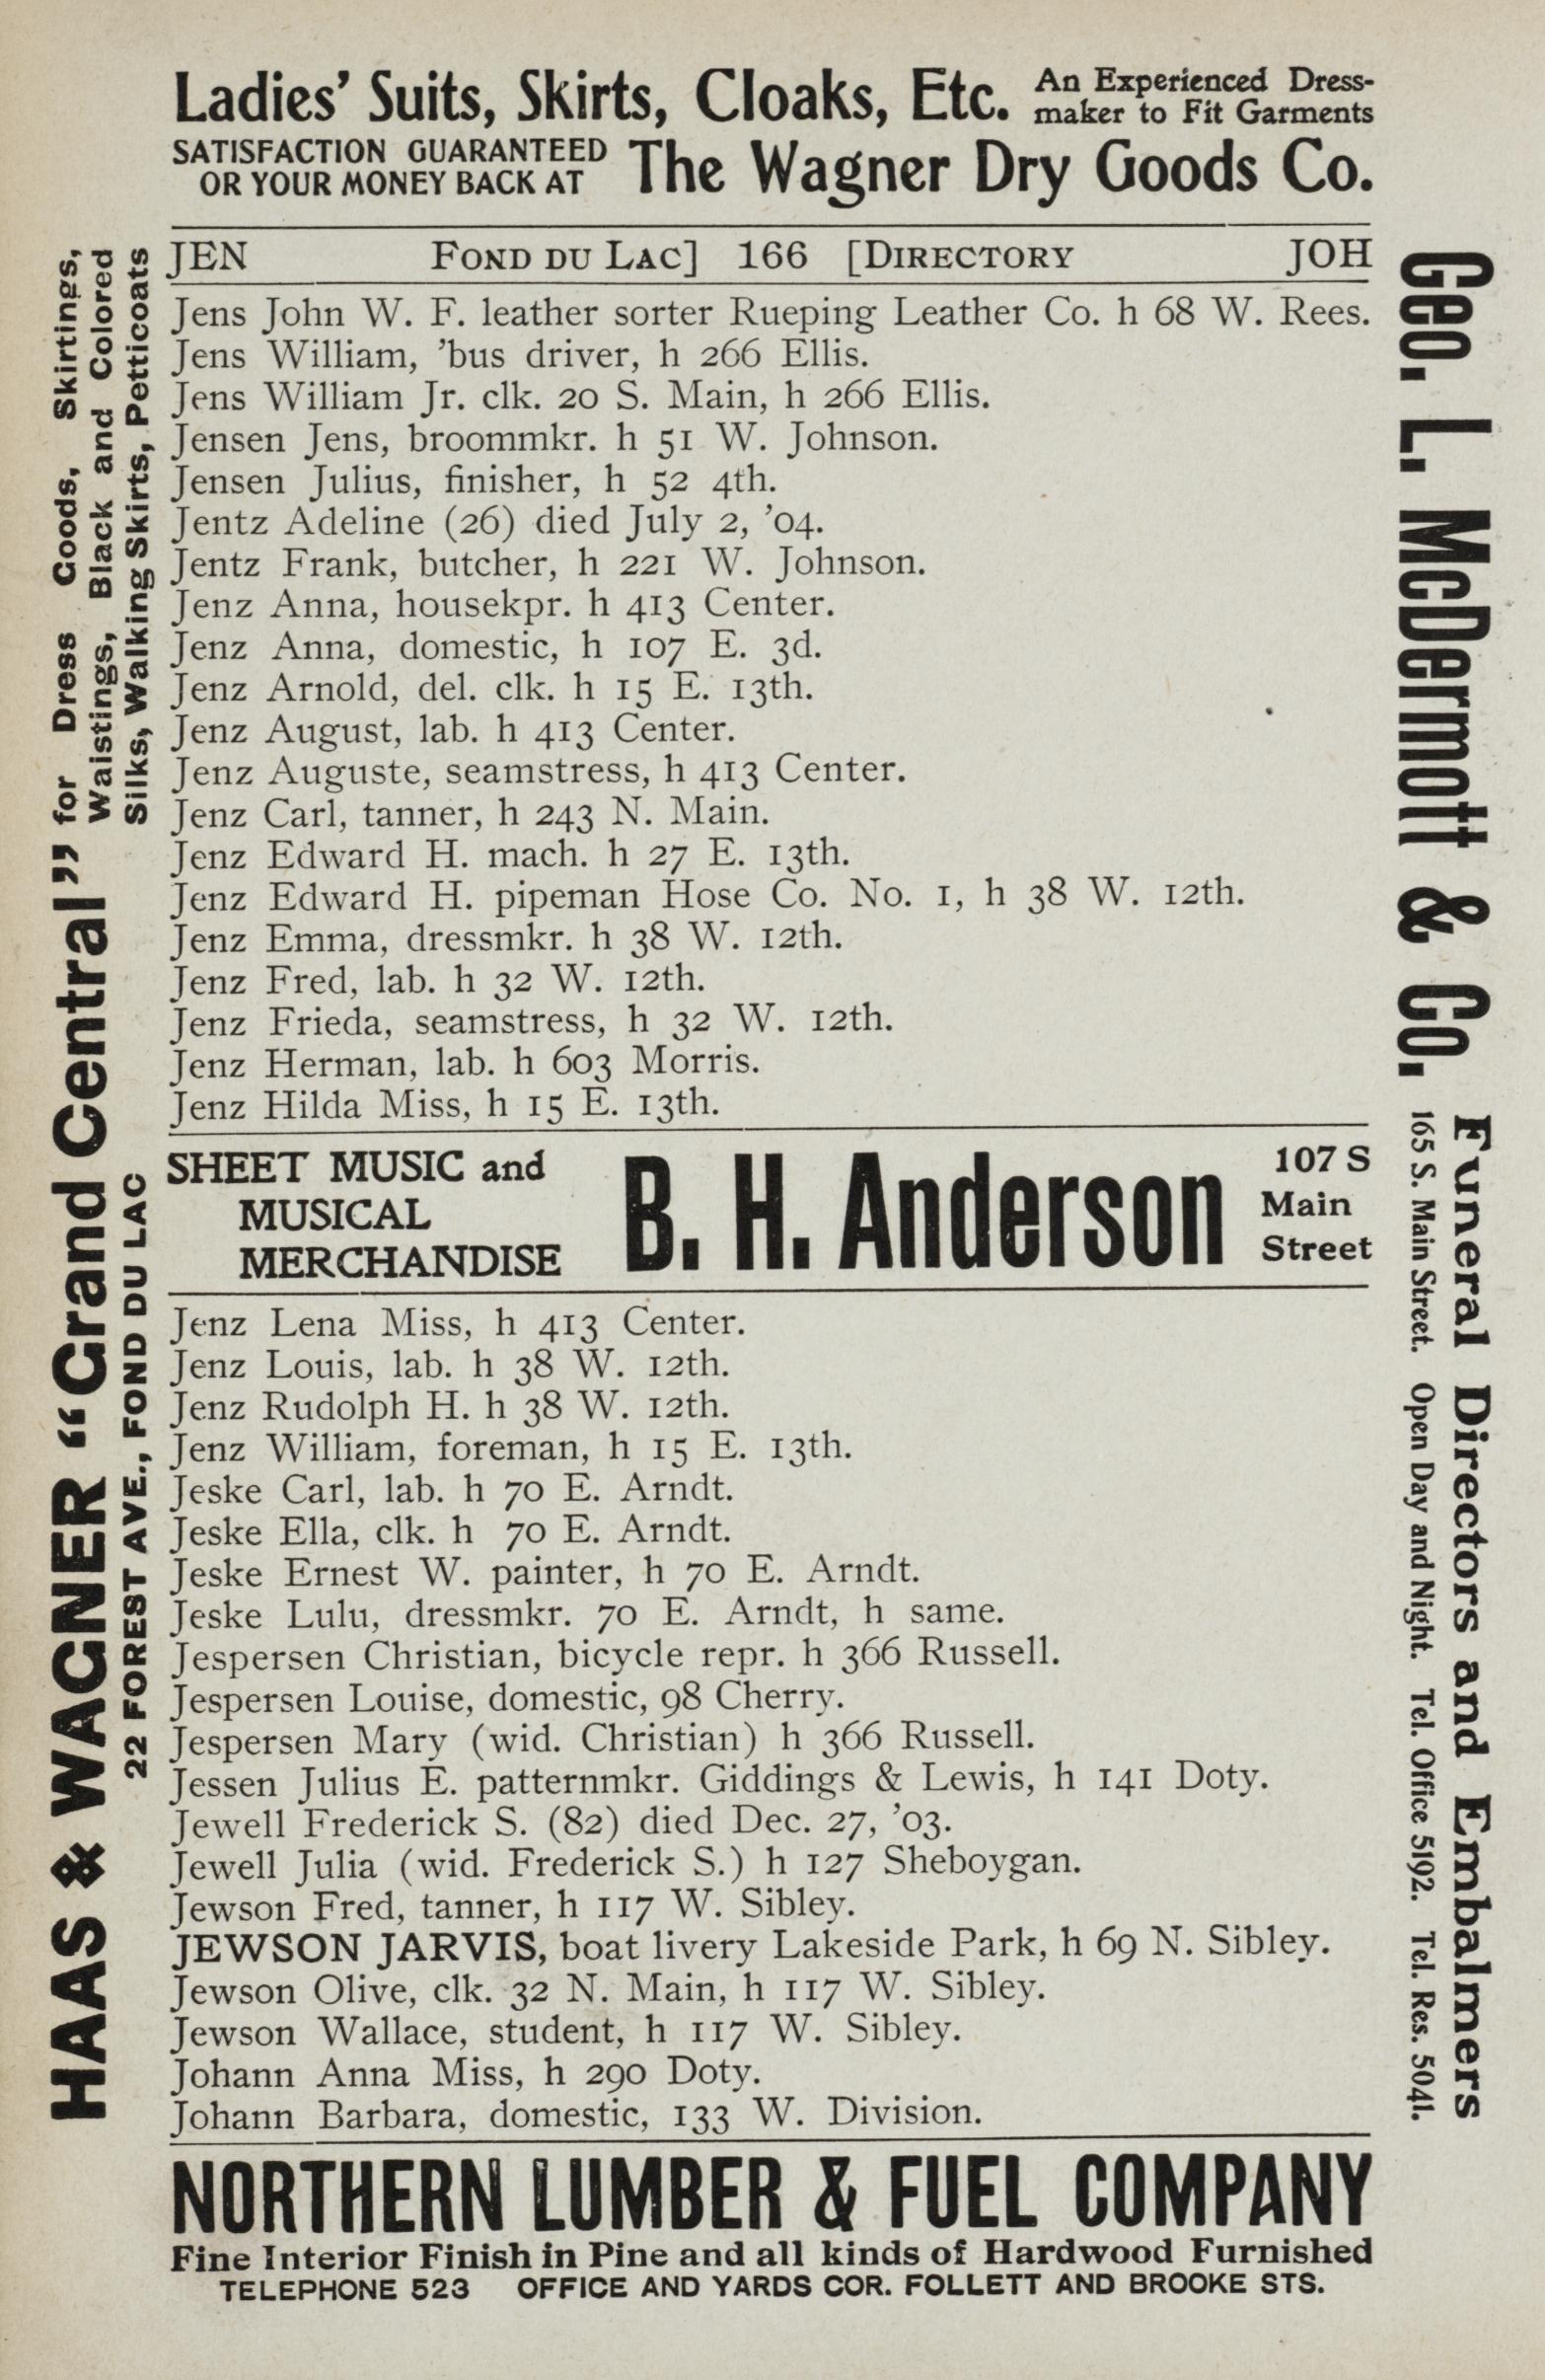 Ladies' Suits, Skirts, Cloaks, Etc. An Experienced Dress-
maker to Fit Garments
SATISFACTION GUARANTEED
OR YOUR MONEY BACK AT The Wagner Dry Goods Co.
JEN FOND DU LAC] 166 [DIRECTORY JOH
Jens John W. F. leather sorter Rueping Leather Co. h 68 W. Rees.
Jens William, 'bus driver, h 266 Ellis.
Jens William Jr. clk. 20 S. Main, h 266 Ellis.
Jensen Jens, broommkr. h 51 W. Johnson.
Jensen Julius, finisher, h 52 4th.
Jentz Adeline (26) died July 2, '04.
Jentz Frank, butcher, h 221 W. Johnson.
Jenz Anna, housekpr. h 413 Center.
Jenz Anna, domestic, h 107 E. 3d.
Jenz Arnold, del. clk. h 15 E. 13th.
Jenz August, lab. h 413 Center.
Jenz Auguste, seamstress, h 413 Center.
Jenz Carl, tanner, h 243 N. Main.
Jenz Edward H. mach. h 27 E. 13th.
Jenz Edward H. pipeman Hose Co. No. 1, h 38 W. 12th.
Jenz Emma, dressmkr. h 38 W. 12th.
Jenz Fred, lab. h 32 W. 12th.
Jenz Frieda, seamstress, h 32 W. 12th.
Jenz Herman, lab. h 603 Morris.
Jenz Hilda Miss, h 15 E. 13th.
SHEET MUSIC and
MUSICAL
MERCHANDISE
B. H. Anderson
107 S
Main
Street
Jenz Lena Miss, h 413 Center.
Jenz Louis, lab. h 38 W. 12th.
Jenz Rudolph H. h 38 W. 12th.
Jenz William, foreman, h 15 E. 13th.
Jeske Carl, lab. h 70 E. Arndt.
Jeske Ella, clk. h 70 E. Arndt.
Jeske Ernest W. painter, h 70 E. Arndt.
Jeske Lulu, dressmkr. 70 E. Arndt, h same.
Jespersen Christian, bicycle repr. h 366 Russell.
Jespersen Louise, domestic, 98 Cherry.
Jespersen Mary (wid. Christian) h 366 Russell.
Jessen Julius E. patternmkr. Giddings & Lewis, h 141 Doty.
Jewell Frederick S. (82) died Dec. 27, '03.
Jewell Julia (wid. Frederick S.) h 127 Sheboygan.
Jewson Fred, tanner, h 117 W. Sibley.
JEWSON JARVIS, boat livery Lakeside Park, h 69 N. Sibley.
Jewson Olive, clk. 32 N. Main, h 117 W. Sibley.
Jewson Wallace, student, h 117 W. Sibley.
Johann Anna Miss, h 290 Doty.
Johann Barbara, domestic, 133 W. Division.
NORTHERN LUMBER & FUEL COMPANY
Fine Interior Finish in Pine and all kinds of Hardwood Furnished
TELEPHONE 523 OFFICE AND YARDS COR. FOLLETT AND BROOKE STS.
HAAS & WAGNER "Grand Central"
22 FOREST AVE., FOND DU LAC
for Dress Goods, Skirtings,
Waistings, Black and Colored
Silks, Walking Skirts, Petticoats
Geo. L. McDermott & Co.
Funeral Directors and Embalmers
165 S. Main Street. Open Day and Night. Tel. Office 5192. Tel. Res. 5041.